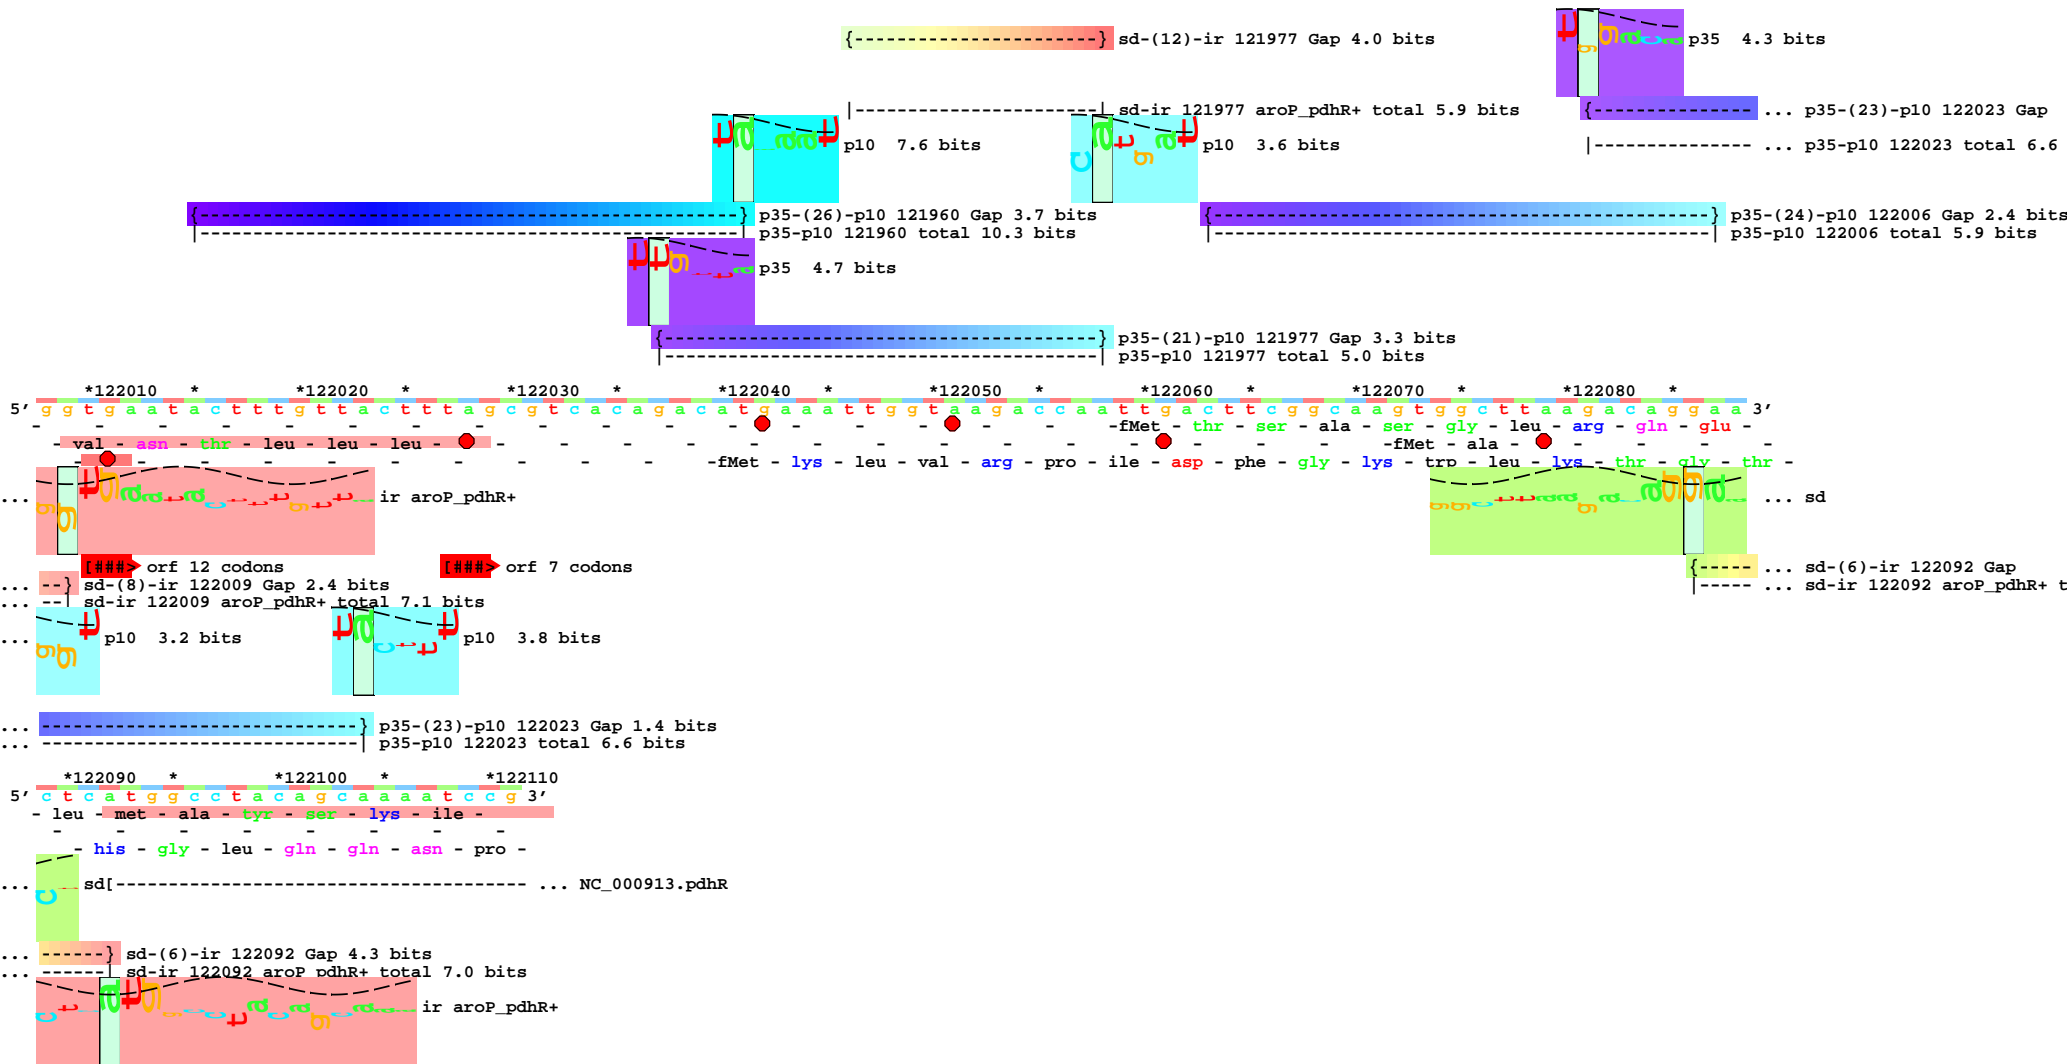 {-----------------------} sd-(12)-ir 121977 Gap 4.0 bits
t g g a c a p35 4.3 bits
|-----------------------| sd-ir 121977 aroP_pdhR+ total 5.9 bits
{--------------- ... p35-(23)-p10 122023 Gap
t a a a t p10 7.6 bits
c a t g a t p10 3.6 bits
|--------------- ... p35-p10 122023 total 6.6
{---------------------------------------------------} p35-(26)-p10 121960 Gap 3.7 bits
{-----------------------------------------------} p35-(24)-p10 122006 Gap 2.4 bits
|---------------------------------------------------| p35-p10 121960 total 10.3 bits
|-----------------------------------------------| p35-p10 122006 total 5.9 bits
t t g t t a p35 4.7 bits
{-----------------------------------------} p35-(21)-p10 121977 Gap 3.3 bits
|-----------------------------------------| p35-p10 121977 total 5.0 bits
*122010 * *122020 * *122030 * *122040 * *122050 * *122060 * *122070 * *122080 *
5' g g t g a a t a c t t t g t t a c t t t a g c g t c a c a g a c a t g a a a t t g g t a a g a c c a a t t g a c t t c g g c a a g t g g c t t a a g a c a g g a a 3'
-fMet - thr - ser - ala - ser - gly - leu - arg - gln - glu -
- val - asn - thr - leu - leu - leu - - - - - - - - - - - - - -fMet - ala - - - -
- - - - - - - - - - -fMet - lys - leu - val - arg - pro - ile - asp - phe - gly - lys - trp - leu - lys - thr - gly - thr -
... g g t g a a t a c t t t g t t a ir aroP_pdhR+
g g c t t a a g a c a g g a a ... sd
[###> orf 12 codons
[###> orf 7 codons
{----- ... sd-(6)-ir 122092 Gap
... --} sd-(8)-ir 122009 Gap 2.4 bits
... --| sd-ir 122009 aroP_pdhR+ total 7.1 bits
|----- ... sd-ir 122092 aroP_pdhR+ t
... g g t p10 3.2 bits
t a c t t t p10 3.8 bits
... ------------------------------} p35-(23)-p10 122023 Gap 1.4 bits
... ------------------------------| p35-p10 122023 total 6.6 bits
*122090 * *122100 * *122110
5' c t c a t g g c c t a c a g c a a a a t c c g 3'
- leu - met - ala - tyr - ser - lys - ile -
- - - - - - - -
- his - gly - leu - gln - gln - asn - pro -
... c t sd[--------------------------------------- ... NC_000913.pdhR
... ------} sd-(6)-ir 122092 Gap 4.3 bits
... ------| sd-ir 122092 aroP_pdhR+ total 7.0 bits
c t c a t g g c c t a c a g c a a a ir aroP_pdhR+